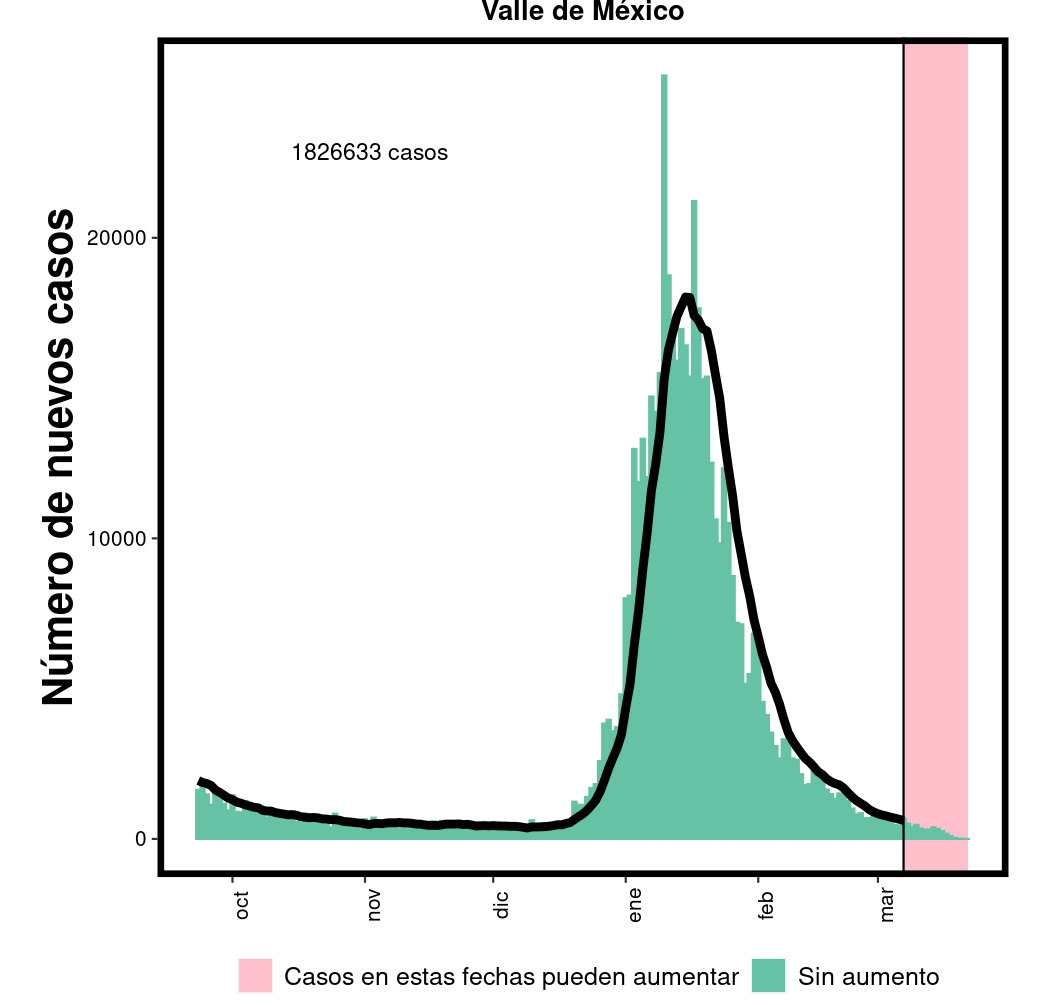 Valle de México
1826633 casos
Número de nuevos casos
20000
10000
0
oct
nov
dic
ene
feb
mar
Casos en estas fechas pueden aumentar
Sin aumento